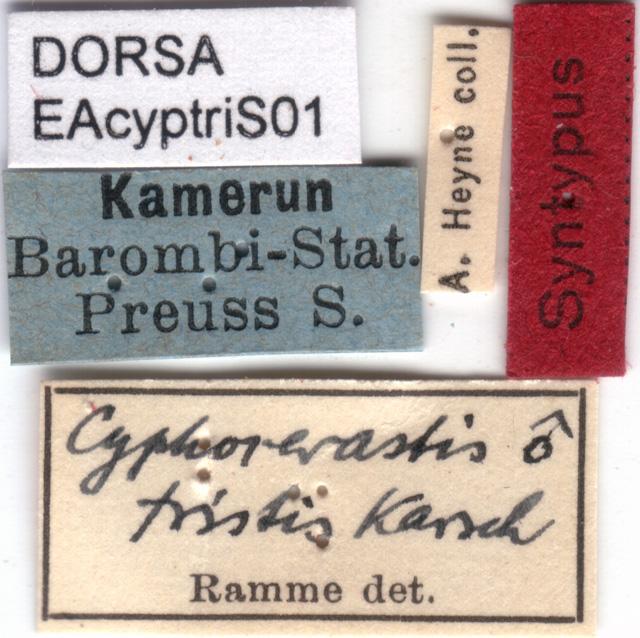 DORSA
EAcyptriS01
Kamerun
Barombi-Stat.
Preuss S.
A. Heyne coll.
Syntypus
Cyphocerastis ♂
tristis Karsch
Ramme det.